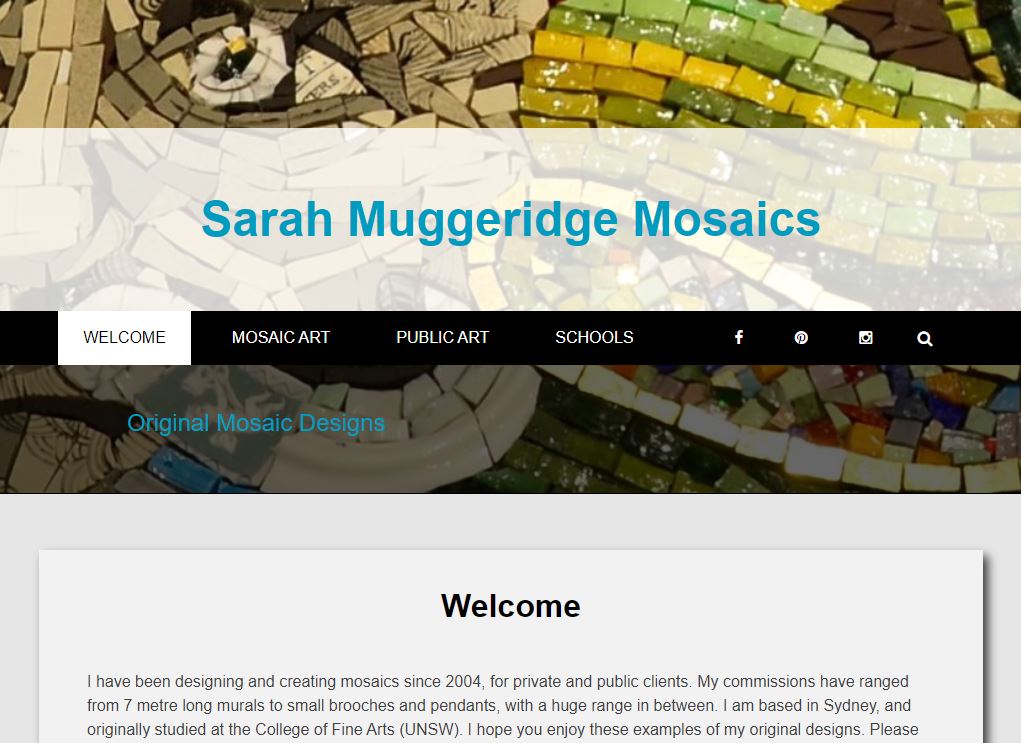 ERS
Sarah Muggeridge Mosaics
WELCOME MOSAIC ART PUBLIC ART SCHOOLS
Original Mosaic Designs
Welcome
I have been designing and creating mosaics since 2004, for private and public clients. My commissions have ranged
from 7 metre long murals to small brooches and pendants, with a huge range in between. I am based in Sydney, and
originally studied at the College of Fine Arts (UNSW). I hope you enjoy these examples of my original designs. Please